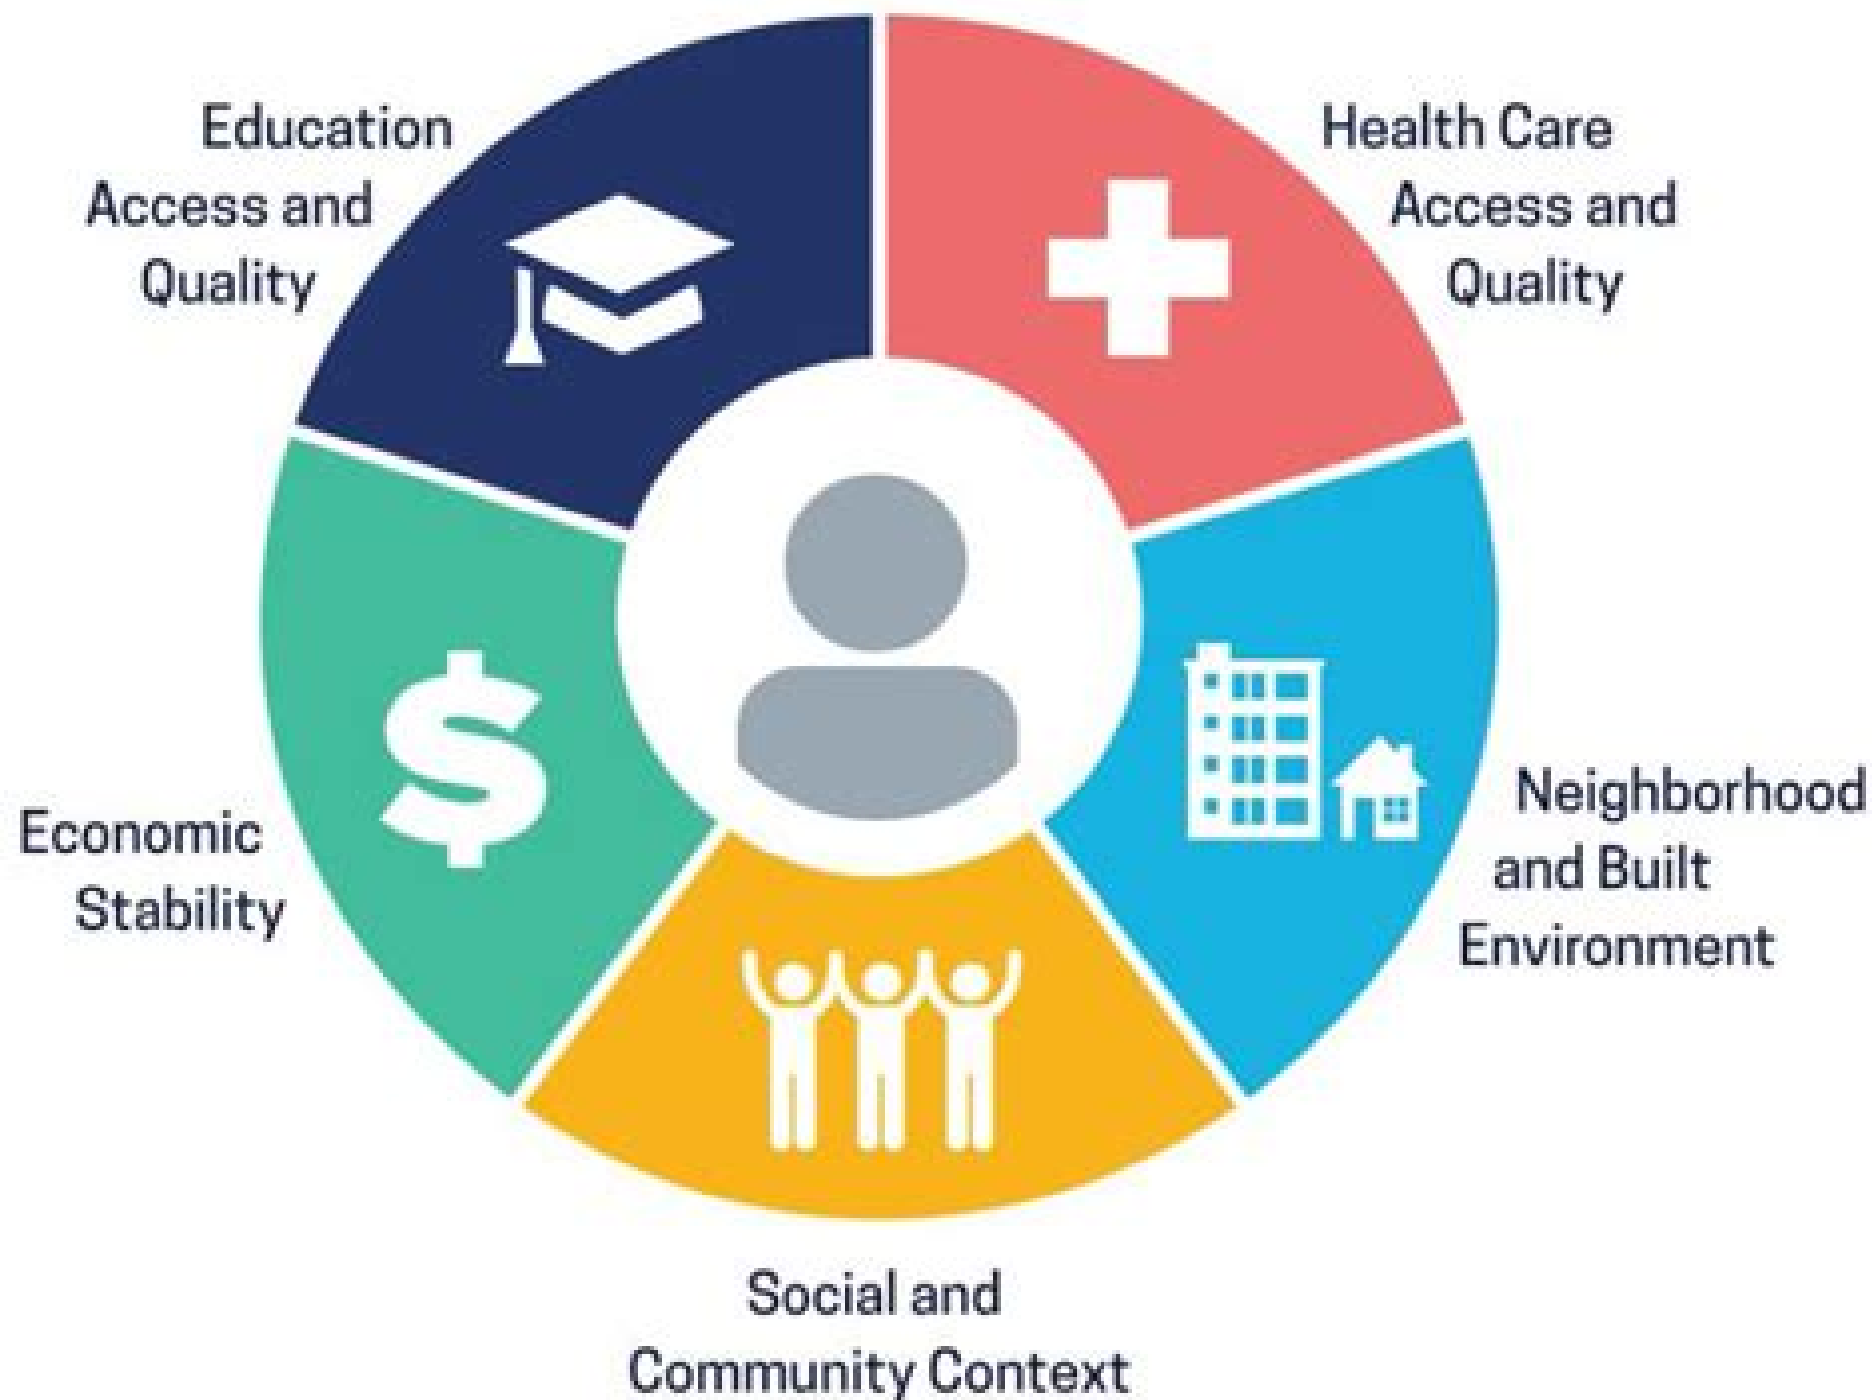 Education
Access and
Quality
Health Care
Access and
Quality
Economic
Stability
Neighborhood
and Built
Environment
Social and
Community Context